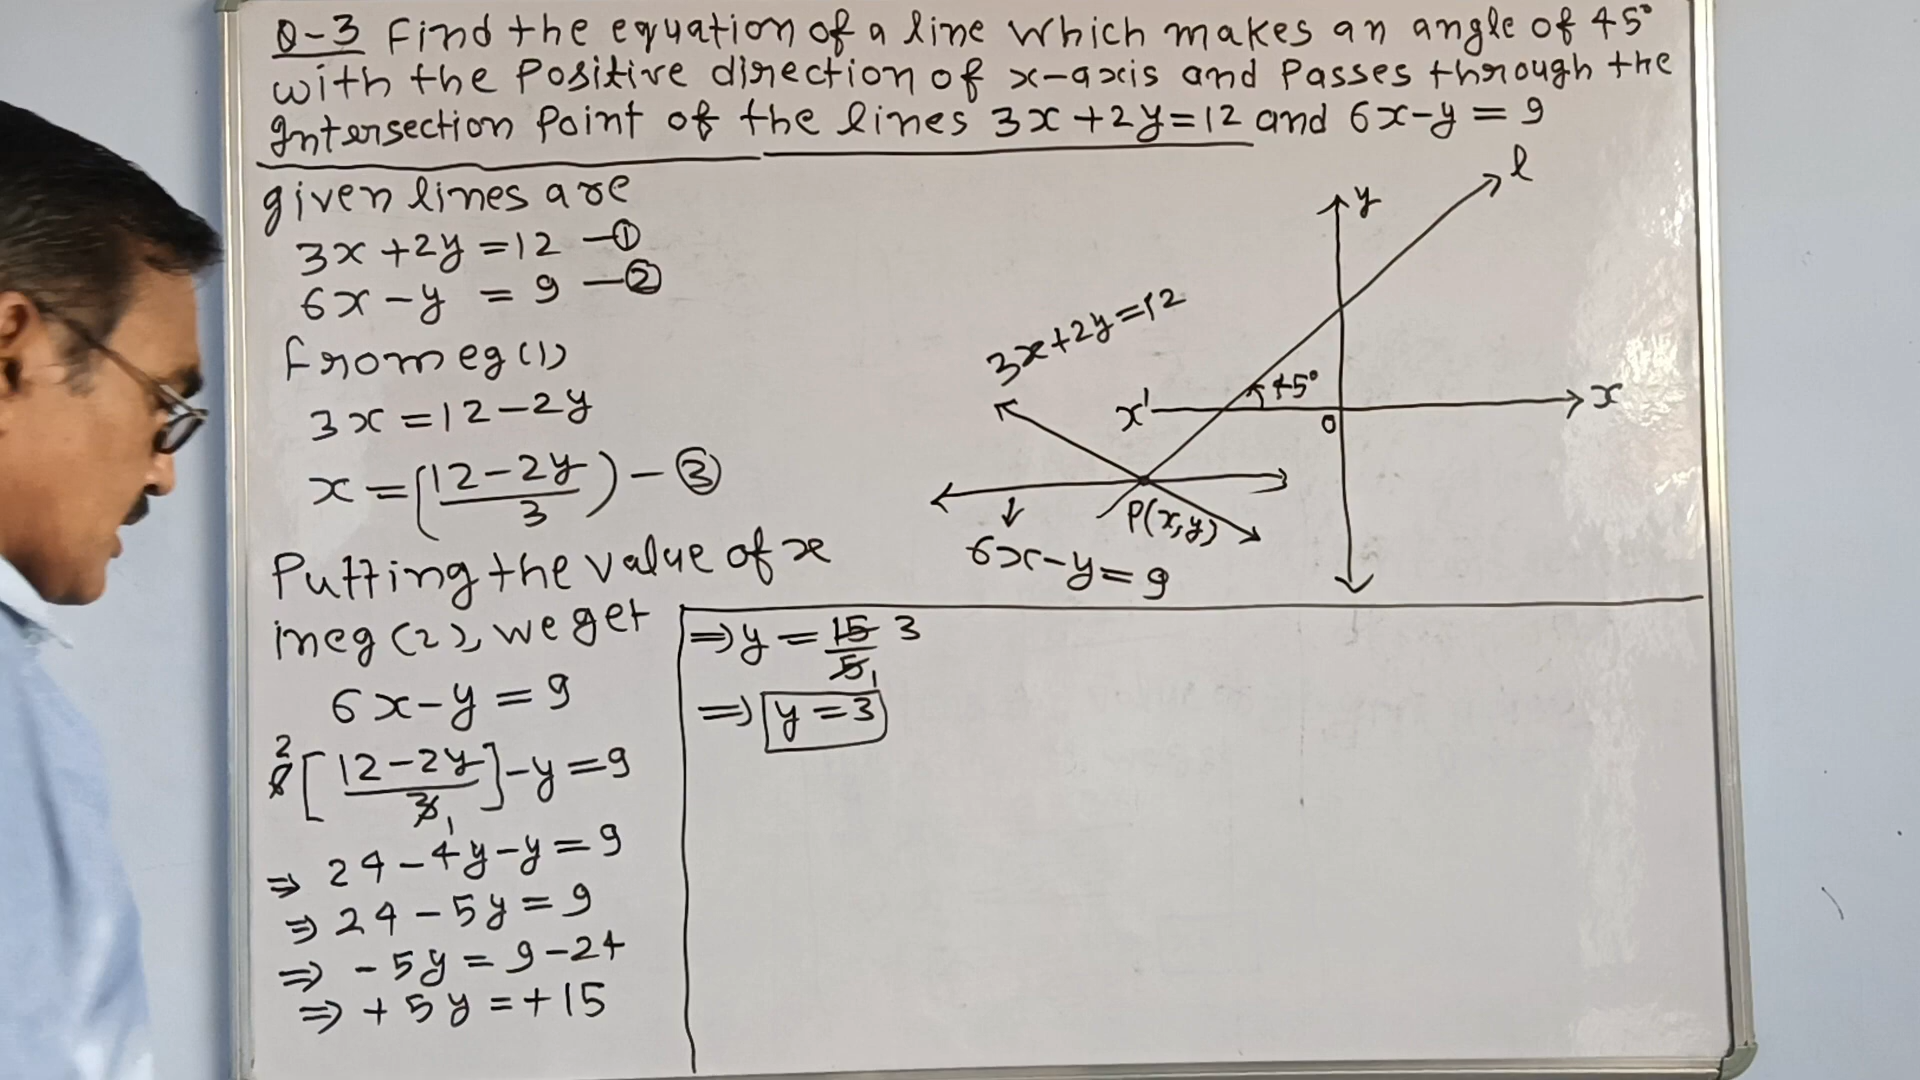 Q-3 Find the equation of a line which makes an angle of 45°
with the Positive direction of x-axis and Passes through the
Intersection Point of the lines 3x+2y=12 and 6x-y=9
given lines are
3x+2y=12 -①
6x-y = 9 -②
from eq (1)
3x=12-2y
x=(12-2y/3) - ③
Putting the value of x
in eq (2), we get
6x-y=9
6 2 [12-2y/3 1]-y=9
⇒ 24-4y-y=9
⇒ 24-5y=9
⇒ -5y=9-24
⇒ +5y=+15
l
y
3x+2y=12
x' 45° x
0
P(x,y)
6x-y=9
⇒ y=15/5 1 3
⇒ y=3